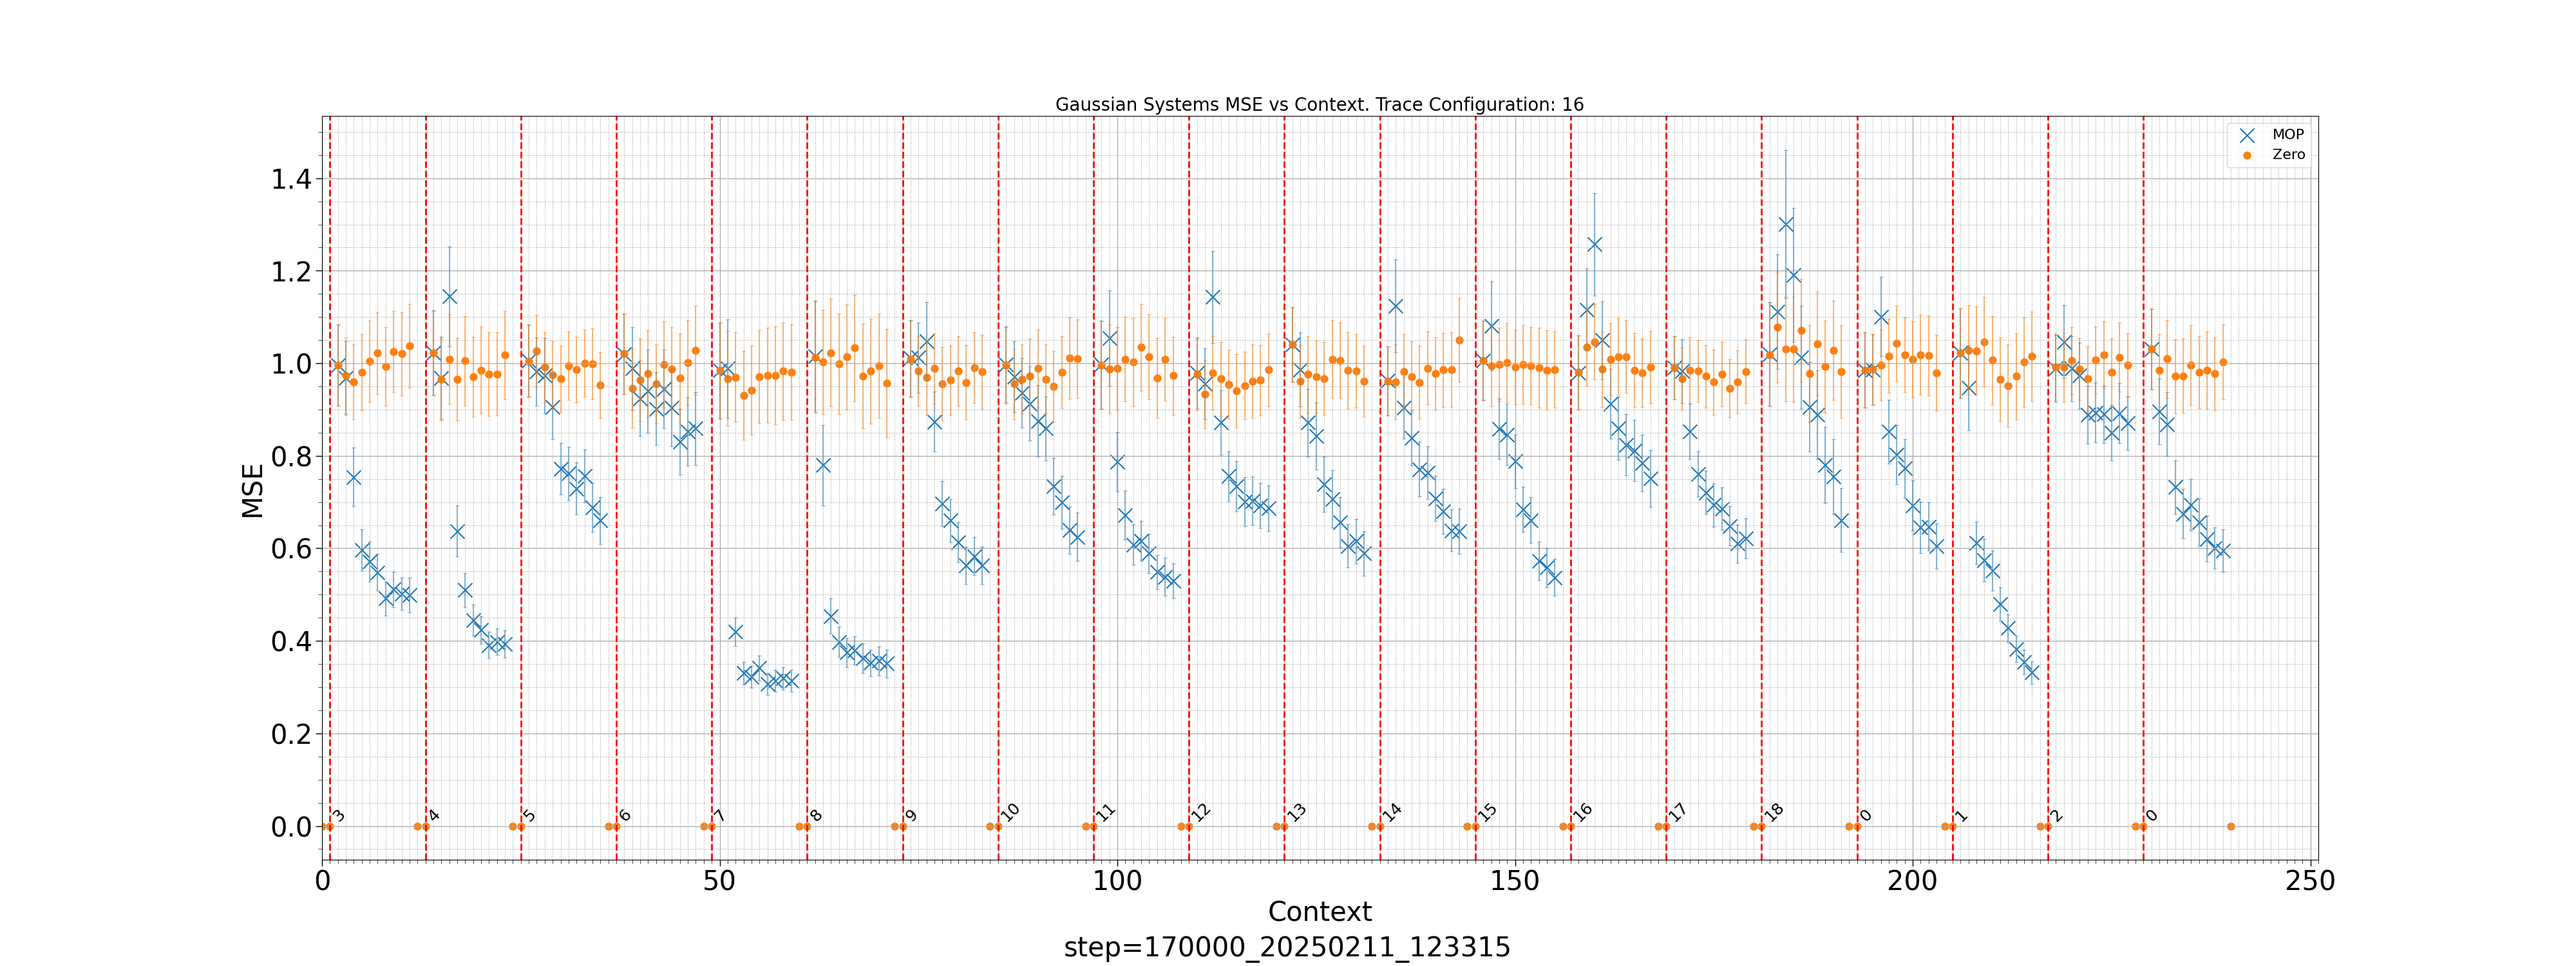 Gaussian Systems MSE vs Context. Trace Configuration: 16
MOP
Zero
1.4
1.2
1.0
0.8
0.6
0.4
0.2
0.0
MSE
3 4 5 6 7 8 9 10 11 12 13 14 15 16 17 18 0 1 2 0
0 50 100 150 200 250
Context
step=170000_20250211_123315